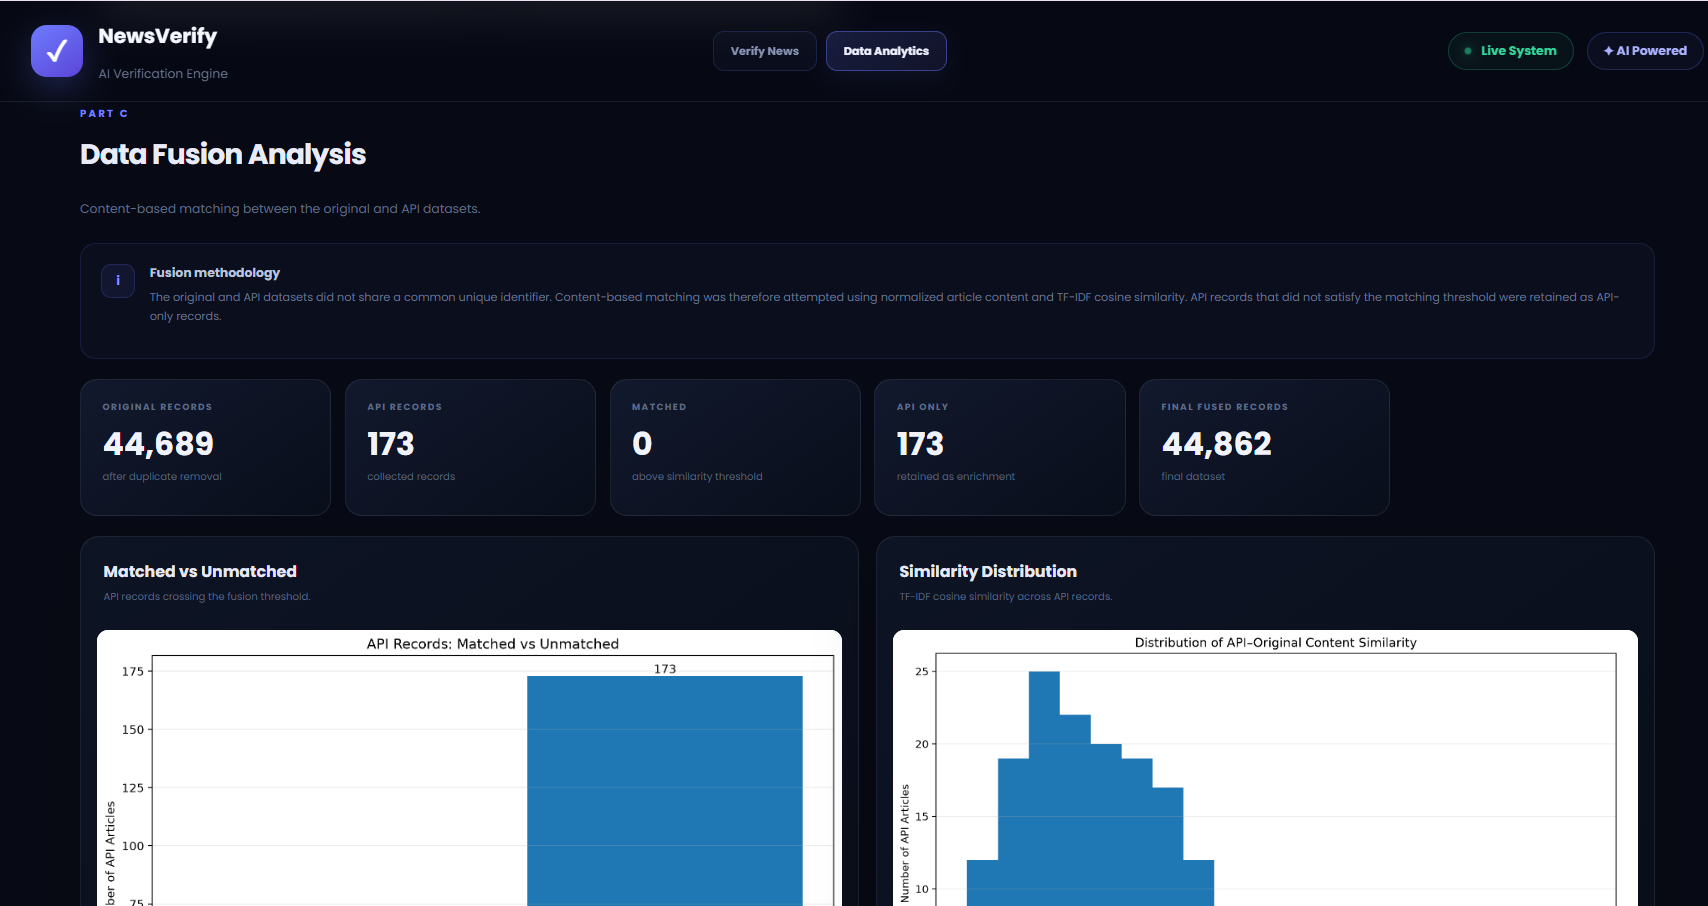 NewsVerify
AI Verification Engine
Verify News
Data Analytics
Live System
✦ AI Powered
PART C
Data Fusion Analysis
Content-based matching between the original and API datasets.
i
Fusion methodology
The original and API datasets did not share a common unique identifier. Content-based matching was therefore attempted using normalized article content and TF-IDF cosine similarity. API records that did not satisfy the matching threshold were retained as API-
only records.
ORIGINAL RECORDS
44,689
after duplicate removal
API RECORDS
173
collected records
MATCHED
0
above similarity threshold
API ONLY
173
retained as enrichment
FINAL FUSED RECORDS
44,862
final dataset
Matched vs Unmatched
API records crossing the fusion threshold.
API Records: Matched vs Unmatched
173
175
150
125
100
75
ber of API Articles
Similarity Distribution
TF-IDF cosine similarity across API records.
Distribution of API–Original Content Similarity
25
20
15
10
Number of API Articles